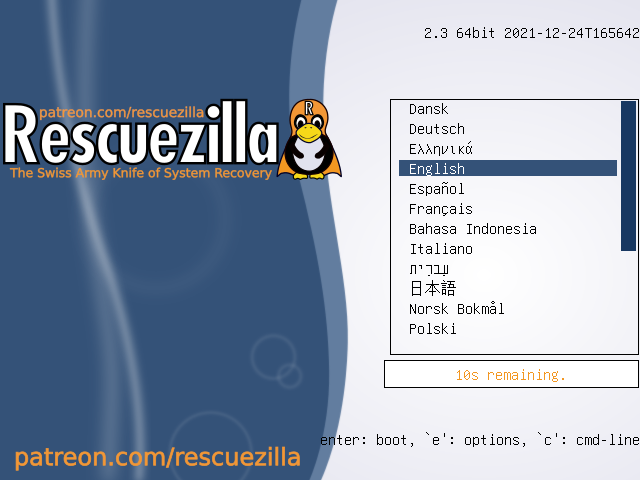 2.3 64bit 2021-12-24T165642
patreon.com/rescuezilla
R
Rescuezilla
The Swiss Army Knife of System Recovery
Dansk
Deutsch
Ελληνικά
English
Español
Français
Bahasa Indonesia
Italiano
עִבְרִית
日本語
Norsk Bokmål
Polski
10s remaining.
enter: boot, `e': options, `c': cmd-line
patreon.com/rescuezilla